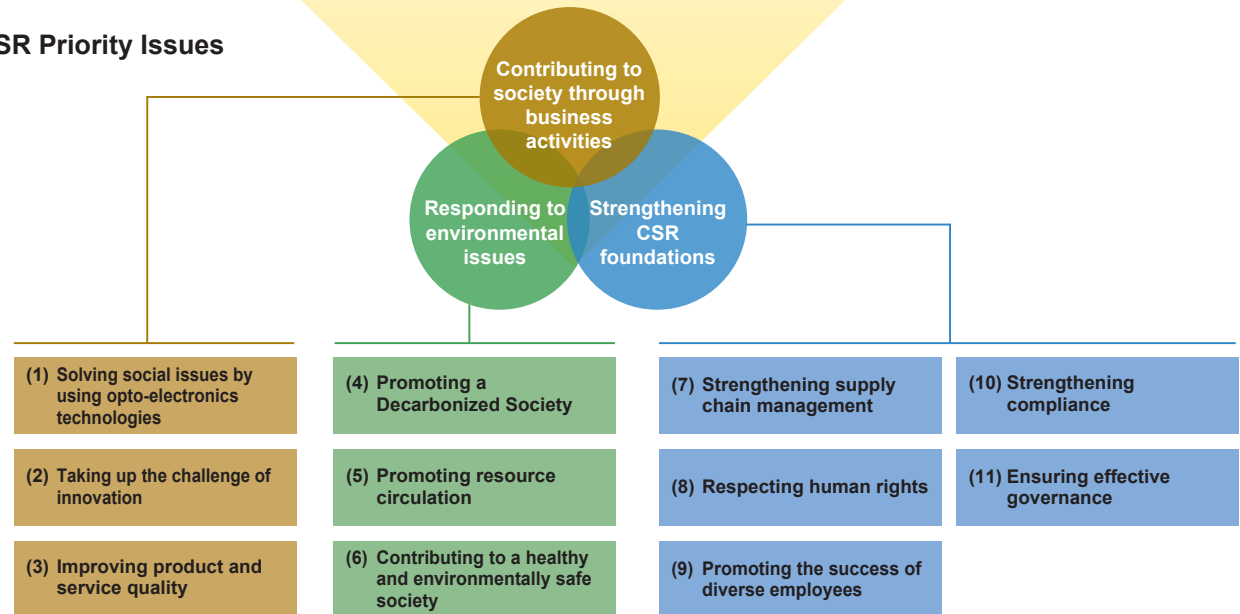 SR Priority Issues
Contributing to
society through
business
activities
Responding to
environmental
issues
Strengthening
CSR
foundations
(1) Solving social issues by
using opto-electronics
technologies
(2) Taking up the challenge of
innovation
(3) Improving product and
service quality
(4) Promoting a
Decarbonized Society
(5) Promoting resource
circulation
(6) Contributing to a healthy
and environmentally safe
society
(7) Strengthening supply
chain management
(8) Respecting human rights
(9) Promoting the success of
diverse employees
(10) Strengthening
compliance
(11) Ensuring effective
governance